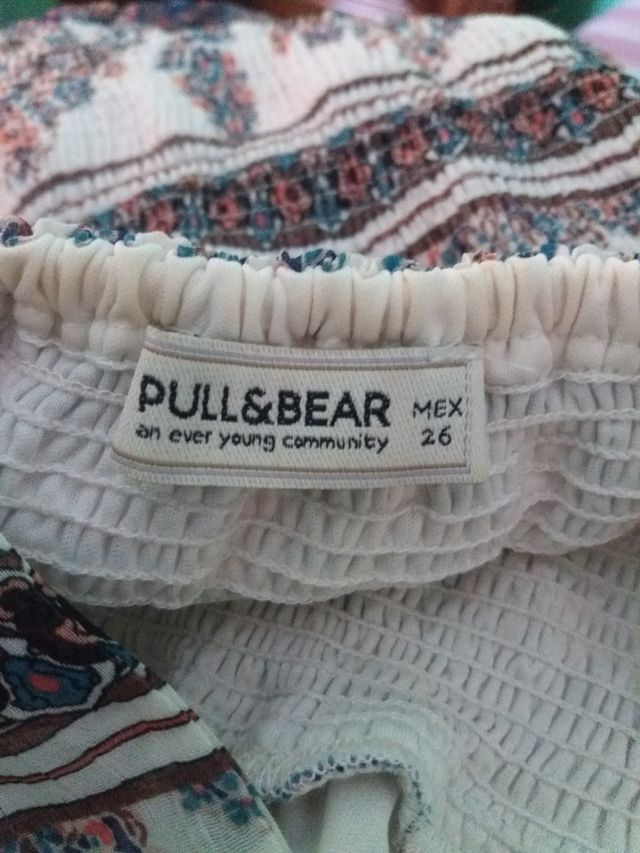 PULL&BEAR
an ever young community
MEX
26